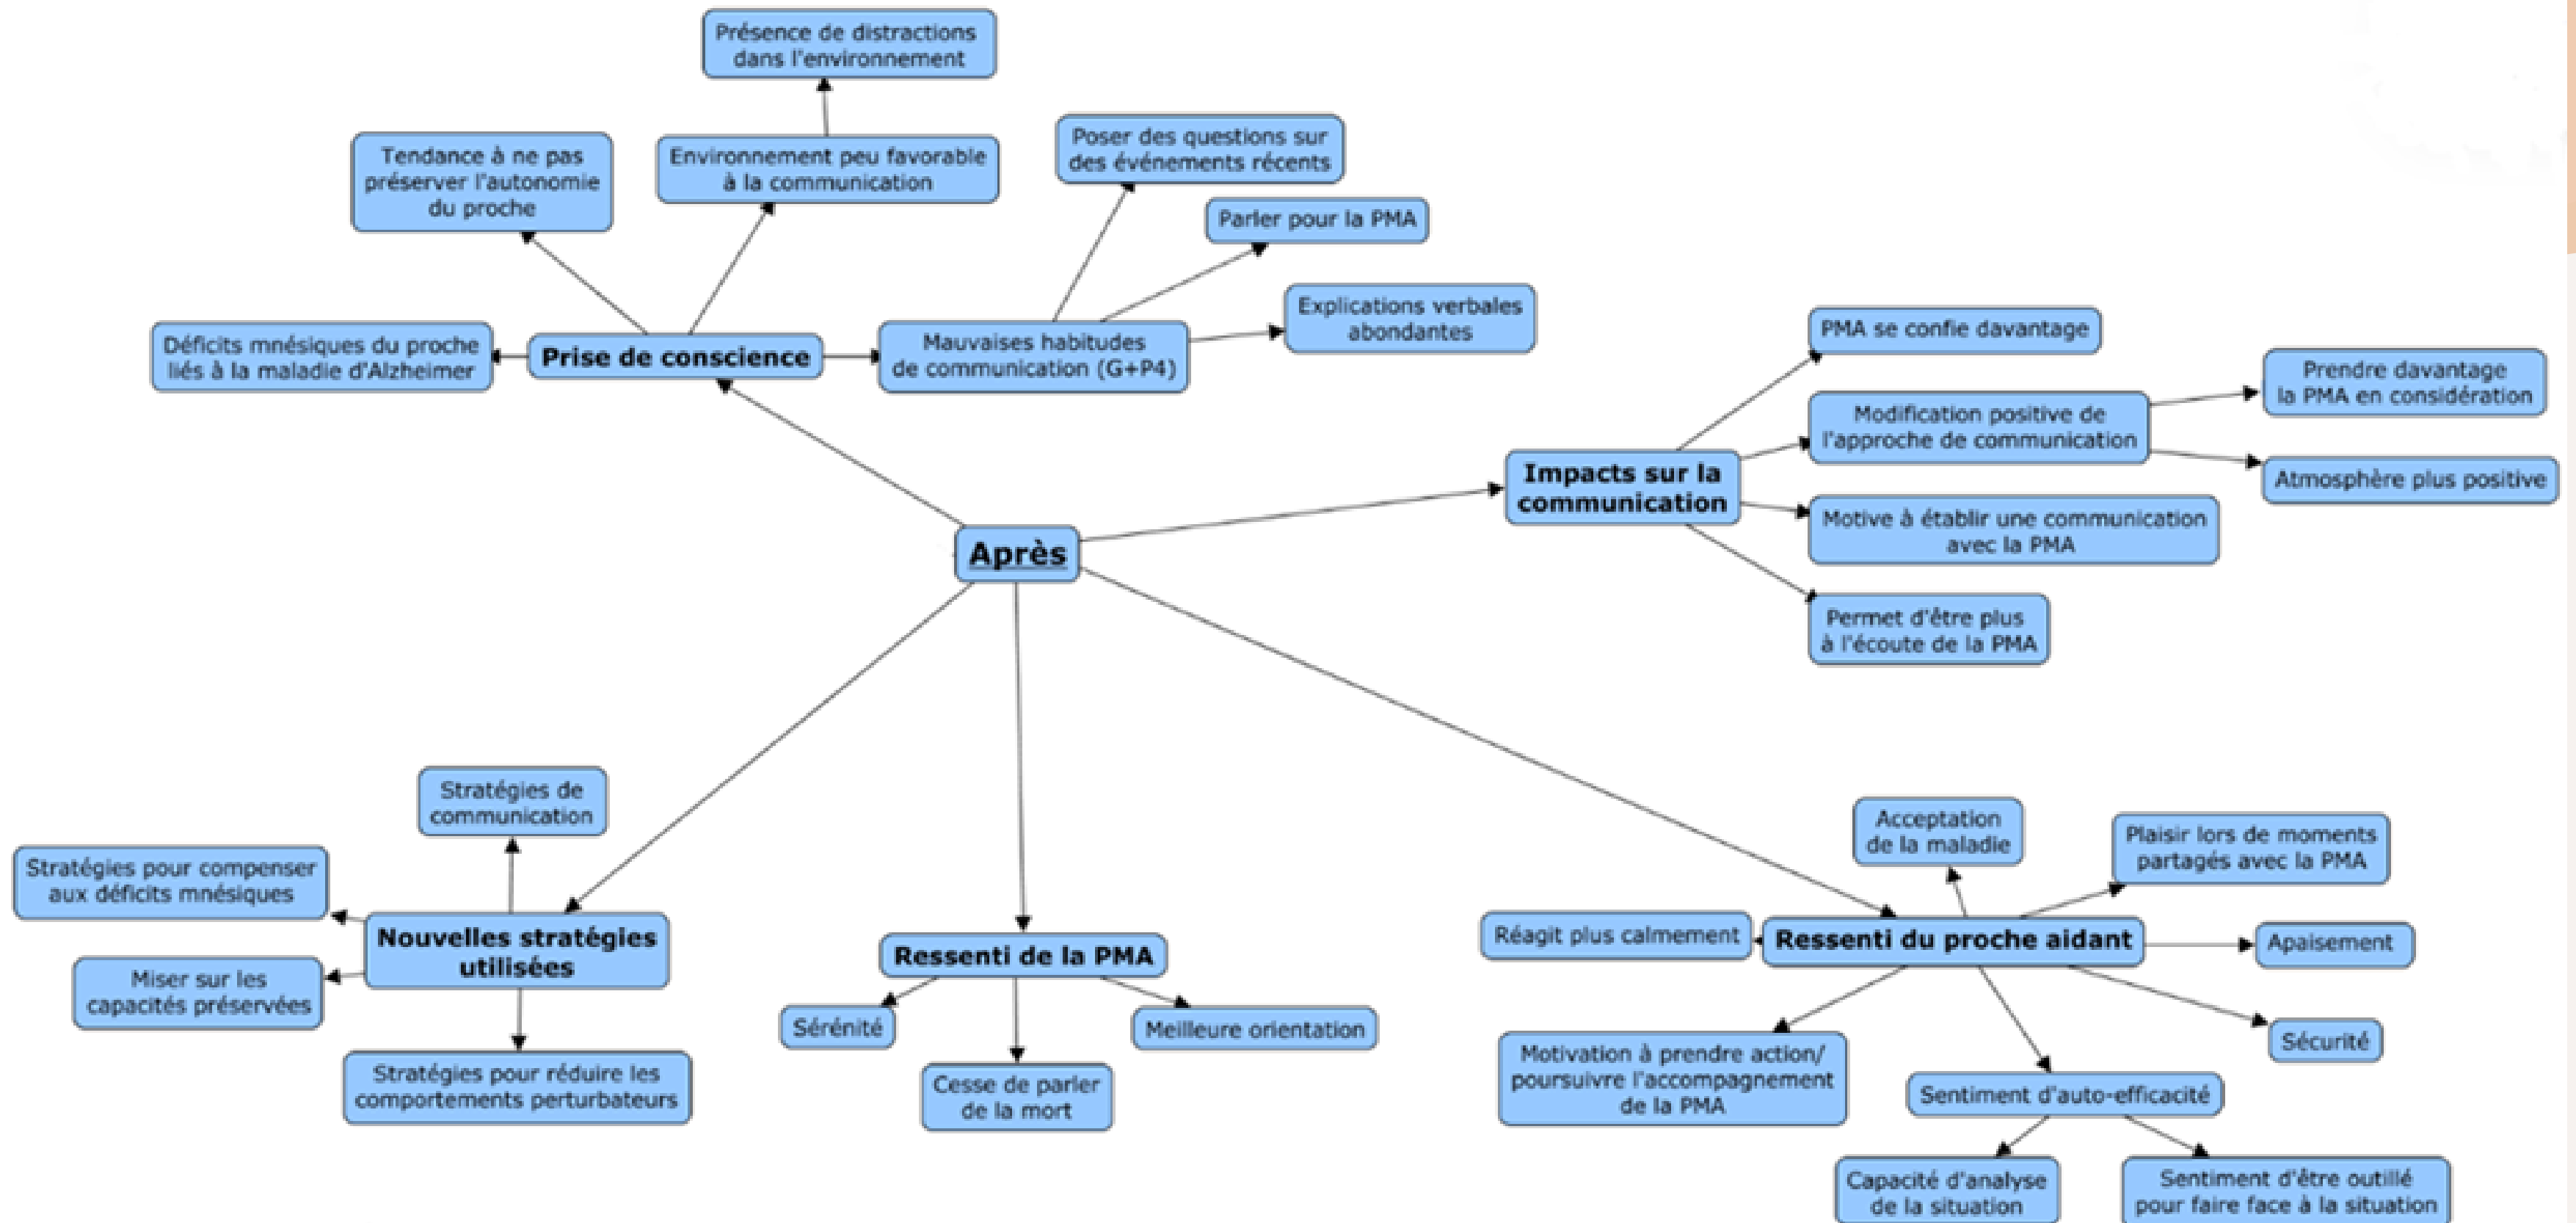 Présence de distractions
dans l'environnement
Tendance à ne pas
préserver l'autonomie
du proche
Environnement peu favorable
à la communication
Poser des questions sur
des événements récents
Parler pour la PMA
Explications verbales
abondantes
Déficits mnésiques du proche
liés à la maladie d'Alzheimer
Prise de conscience
Mauvaises habitudes
de communication (G+P4)
PMA se confie davantage
Prendre davantage
la PMA en considération
Modification positive de
l'approche de communication
Atmosphère plus positive
Impacts sur la
communication
Motive à établir une communication
avec la PMA
Permet d'être plus
à l'écoute de la PMA
Après
Stratégies de
communication
Stratégies pour compenser
aux déficits mnésiques
Nouvelles stratégies
utilisées
Miser sur les
capacités préservées
Stratégies pour réduire les
comportements perturbateurs
Ressenti de la PMA
Sérénité
Cesse de parler
de la mort
Meilleure orientation
Acceptation
de la maladie
Plaisir lors de moments
partagés avec la PMA
Réagit plus calmement
Ressenti du proche aidant
Apaisement
Sécurité
Motivation à prendre action/
poursuivre l'accompagnement
de la PMA
Sentiment d'auto-efficacité
Capacité d'analyse
de la situation
Sentiment d'être outillé
pour faire face à la situation